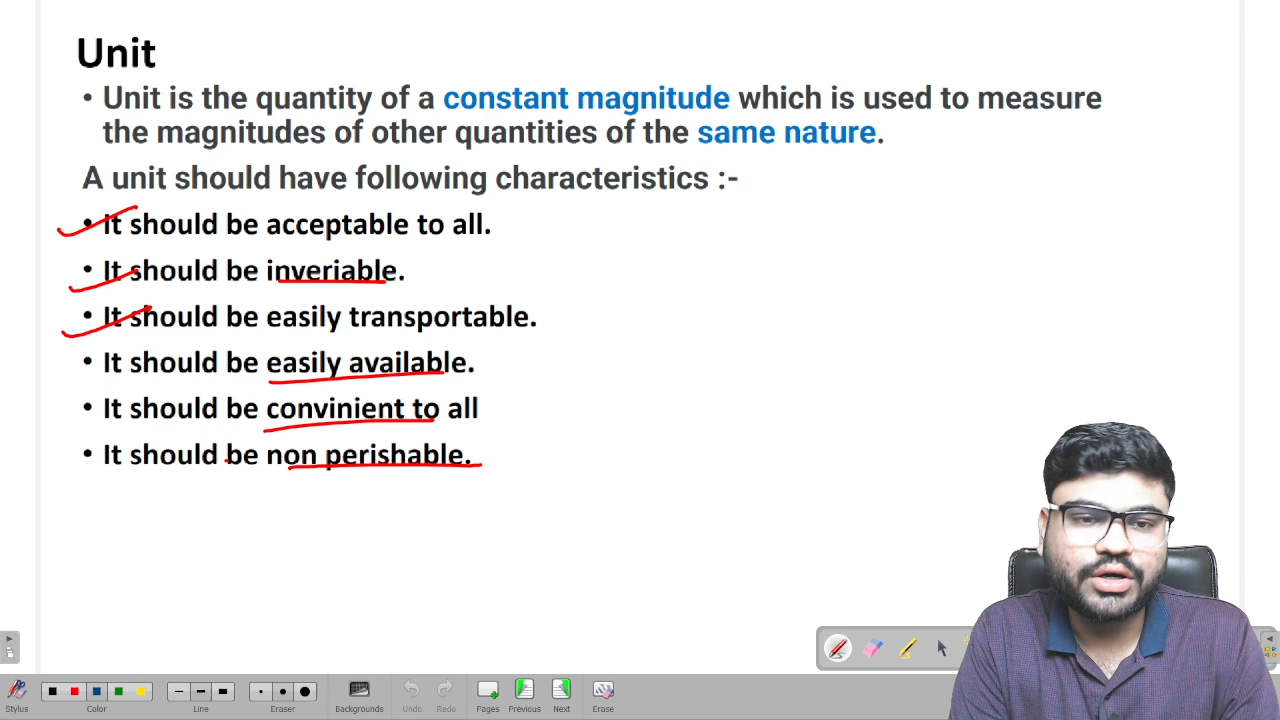 Unit
• Unit is the quantity of a constant magnitude which is used to measure
the magnitudes of other quantities of the same nature.
A unit should have following characteristics :-
• It should be acceptable to all.
• It should be inveriable.
• It should be easily transportable.
• It should be easily available.
• It should be convinient to all
• It should be non perishable.
Stylus Color Line Eraser Backgrounds Undo Redo Pages Previous Next Erase